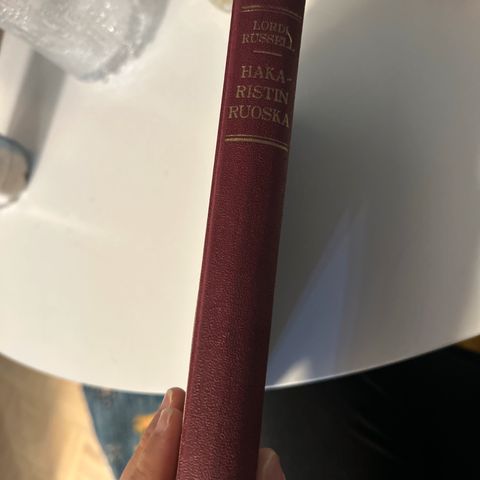 LORD
RUSSELL
HAKA-
RISTIN
RUOSKA